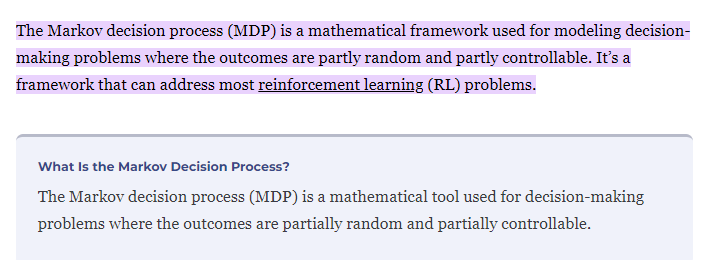 The Markov decision process (MDP) is a mathematical framework used for modeling decision-
making problems where the outcomes are partly random and partly controllable. It’s a
framework that can address most reinforcement learning (RL) problems.
What Is the Markov Decision Process?
The Markov decision process (MDP) is a mathematical tool used for decision-making
problems where the outcomes are partially random and partially controllable.